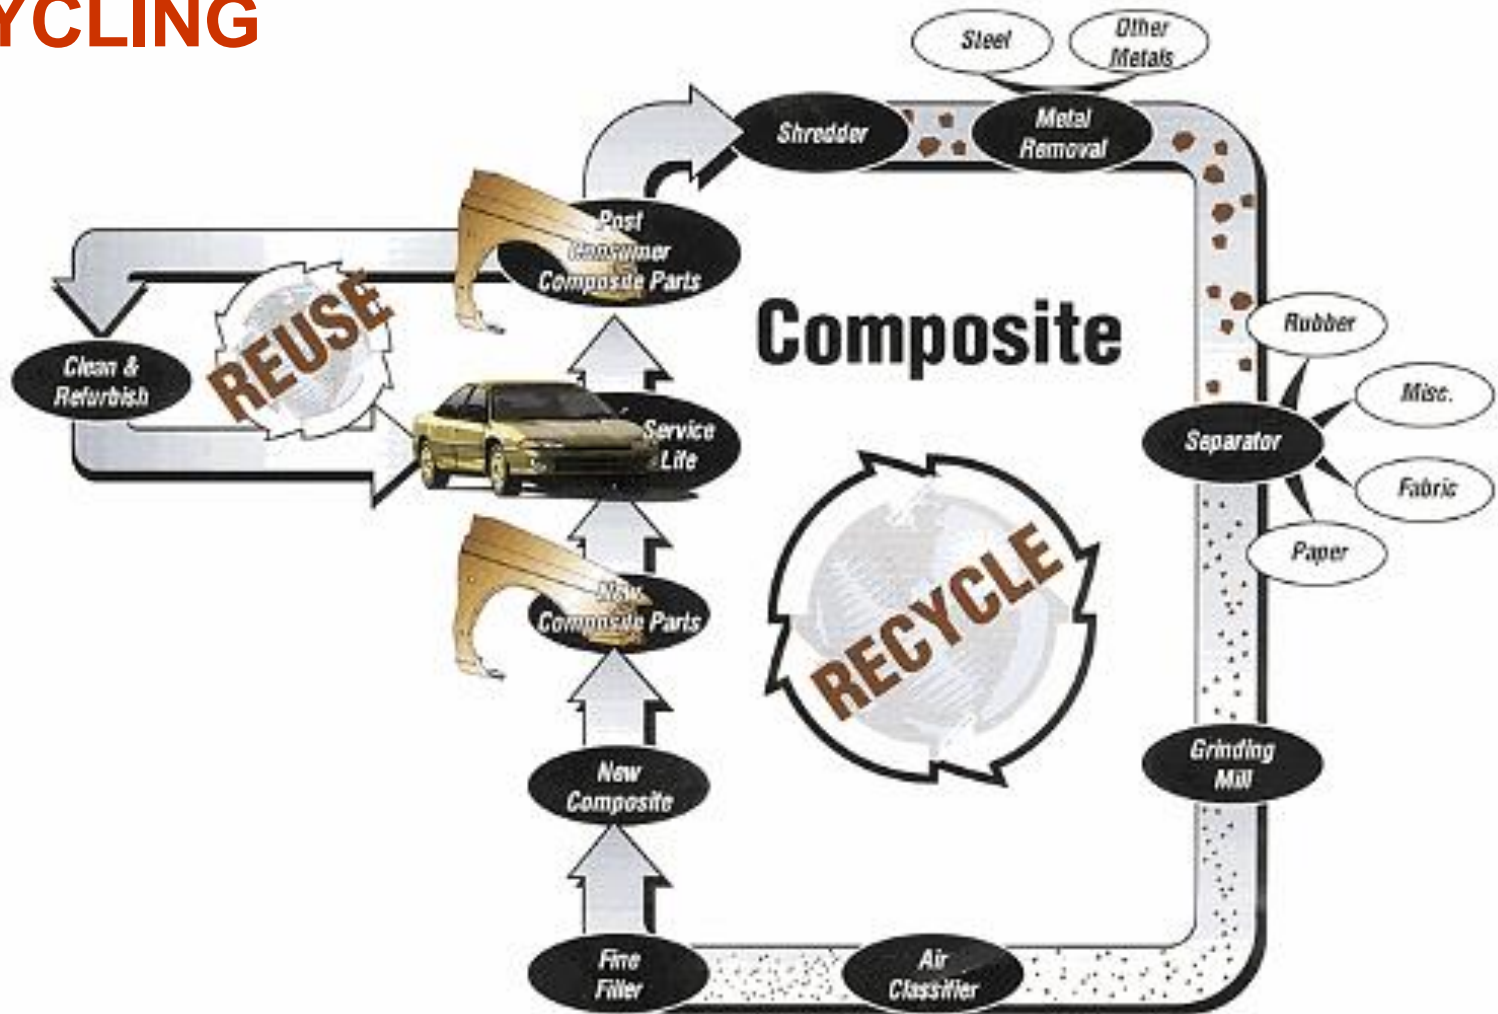 YCLING
Steel
Other
Metals
Shredder
Metal
Removal
Post
Consumer
Composite Parts
REUSE
Clean &
Refurbish
Composite
Rubber
Misc.
Service
Life
Separator
Fabric
Paper
New
Composite Parts
RECYCLE
New
Composite
Grinding
Mill
Fine
Filler
Air
Classifier